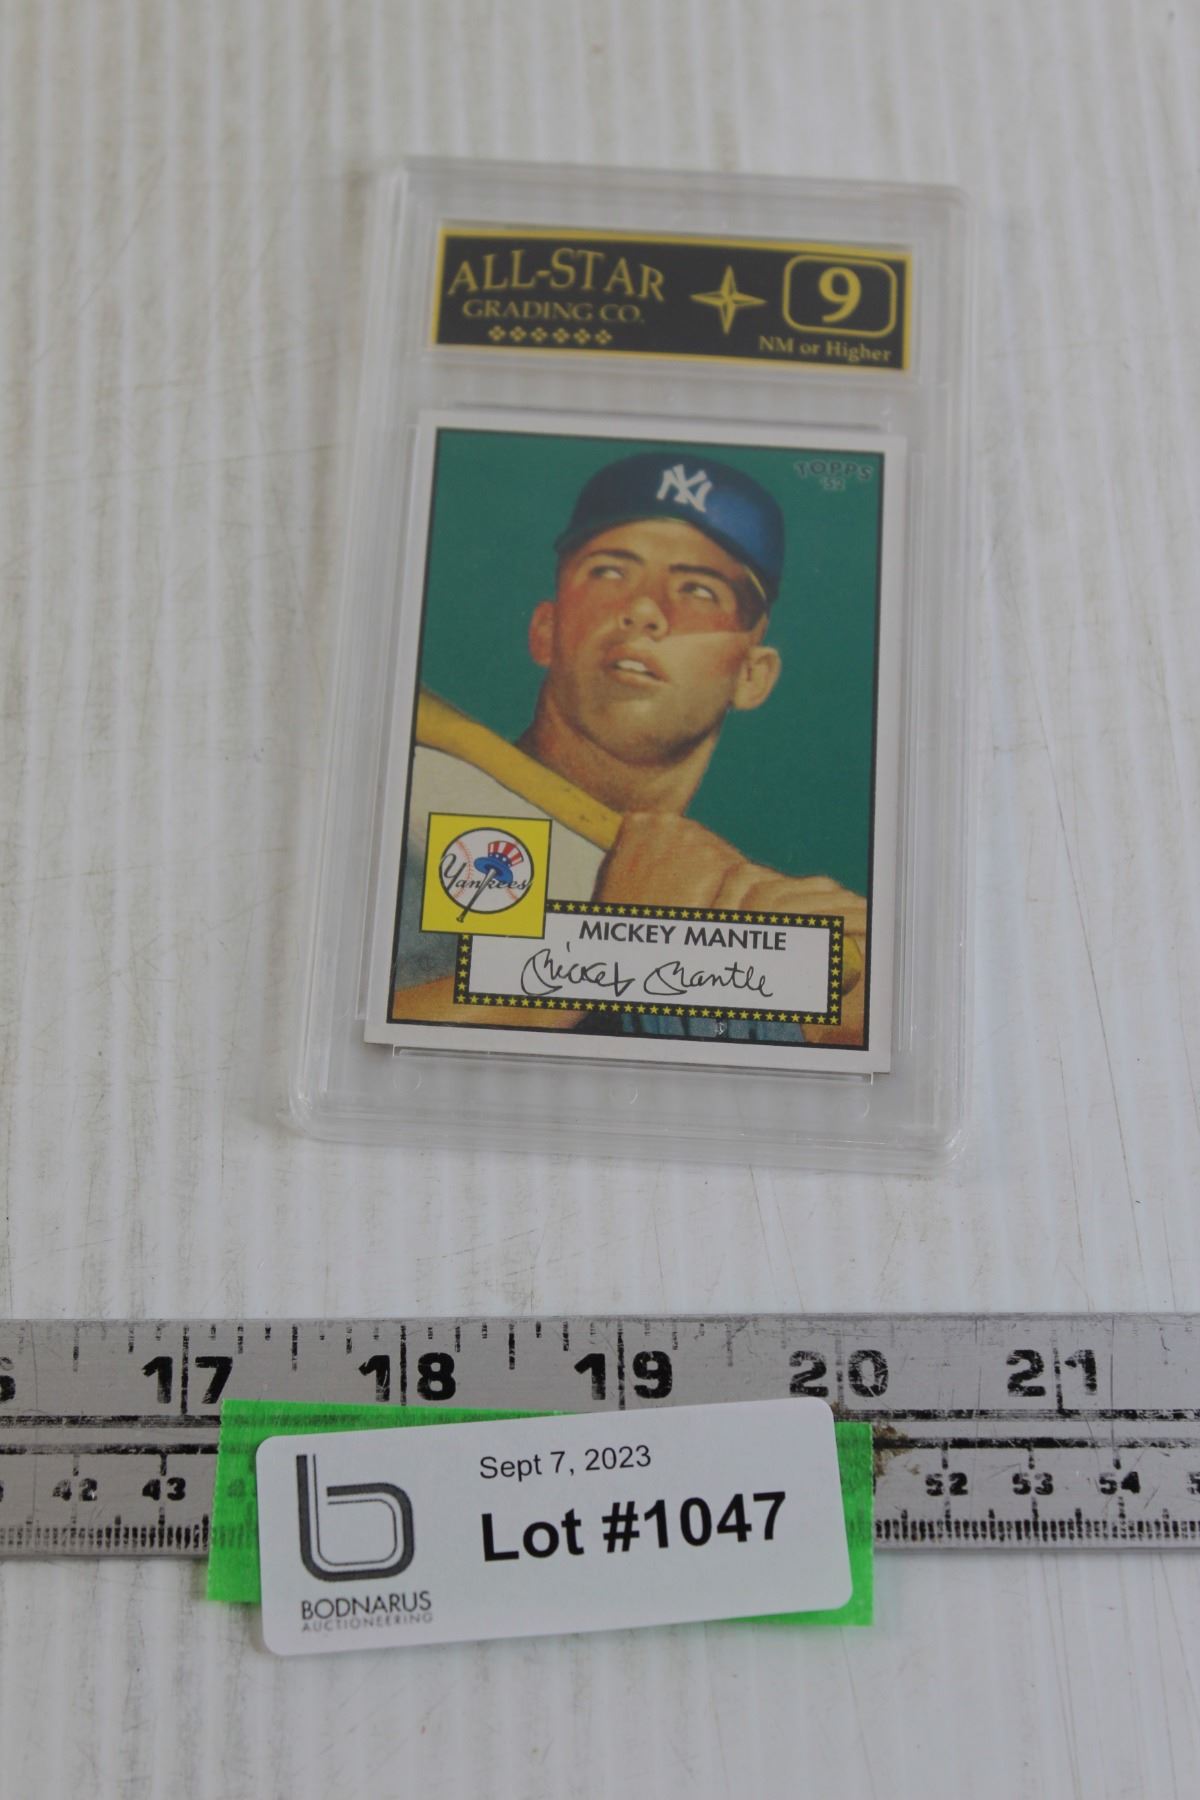 ALL-STAR
GRADING CO.
9
NM or Higher
NY
TOPPS
'52
Yankees
MICKEY MANTLE
Mickey Mantle
17 18 19 20 21
42 43 52 53 54
Sept 7, 2023
Lot #1047
b
BODNARUS
AUCTIONEERING